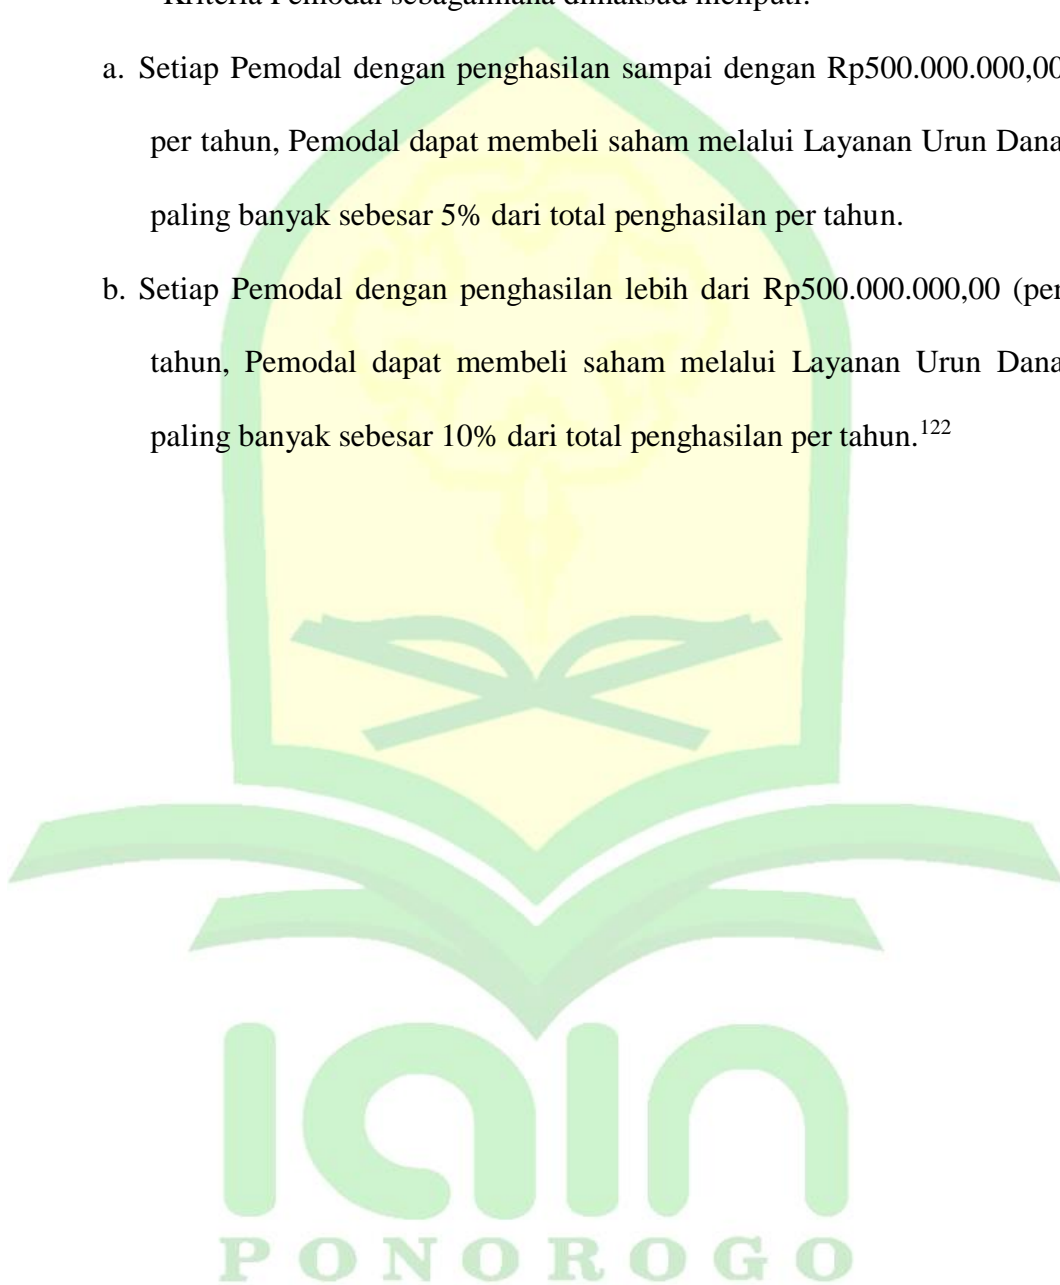 Kriteria Pemodal sebagaimana dimaksud meliputi:
a. Setiap Pemodal dengan penghasilan sampai dengan Rp500.000.000,00
per tahun, Pemodal dapat membeli saham melalui Layanan Urun Dana
paling banyak sebesar 5% dari total penghasilan per tahun.
b. Setiap Pemodal dengan penghasilan lebih dari Rp500.000.000,00 (per
tahun, Pemodal dapat membeli saham melalui Layanan Urun Dana
paling banyak sebesar 10% dari total penghasilan per tahun.122
iain
PONOROGO